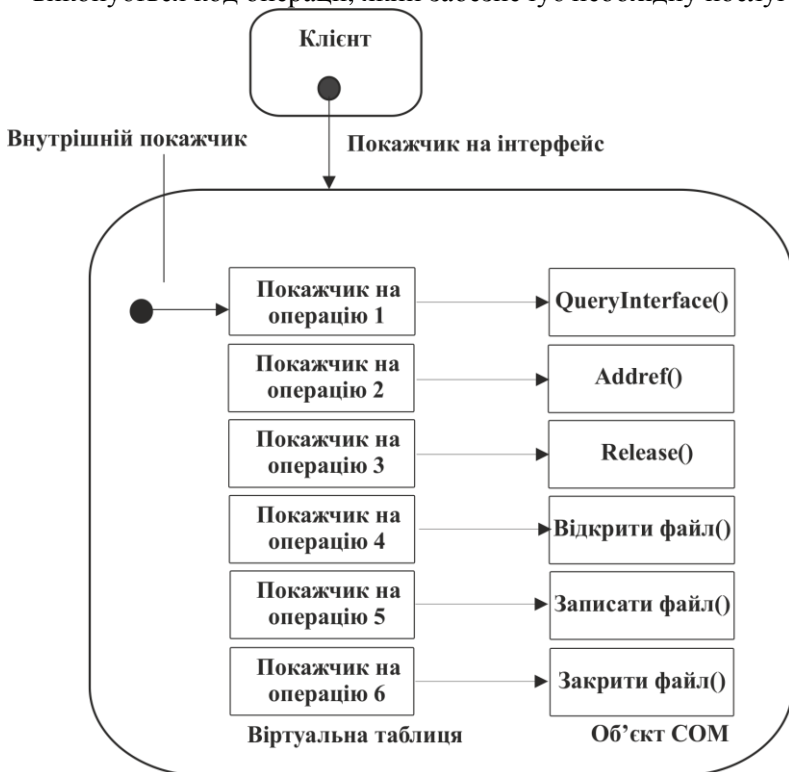 Клієнт
Внутрішній покажчик
Покажчик на інтерфейс
Покажчик на
операцію 1
QueryInterface()
Покажчик на
операцію 2
Addref()
Покажчик на
операцію 3
Release()
Покажчик на
операцію 4
Відкрити файл()
Покажчик на
операцію 5
Записати файл()
Покажчик на
операцію 6
Закрити файл()
Віртуальна таблиця
Об’єкт COM